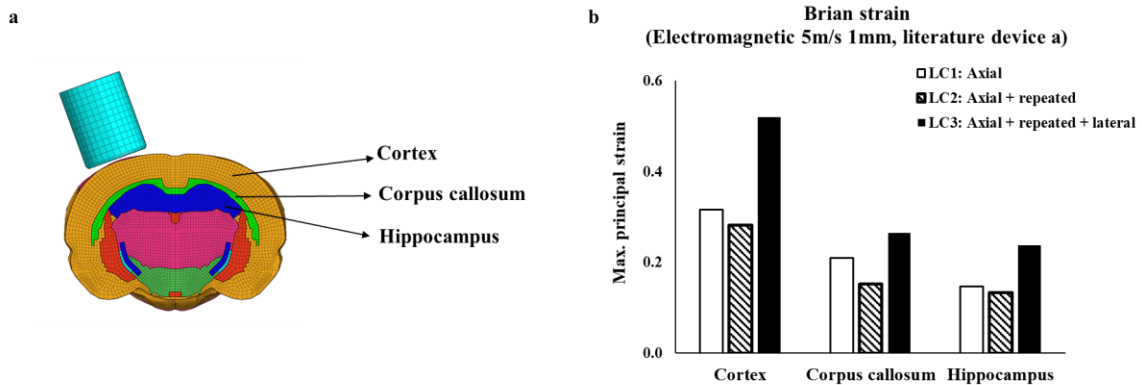 a
Cortex
Corpus callosum
Hippocampus
b
Brian strain
(Electromagnetic 5m/s 1mm, literature device a)
LC1: Axial
LC2: Axial + repeated
LC3: Axial + repeated + lateral
Max. principal strain
0.6
0.4
0.2
0.0
Cortex Corpus callosum Hippocampus